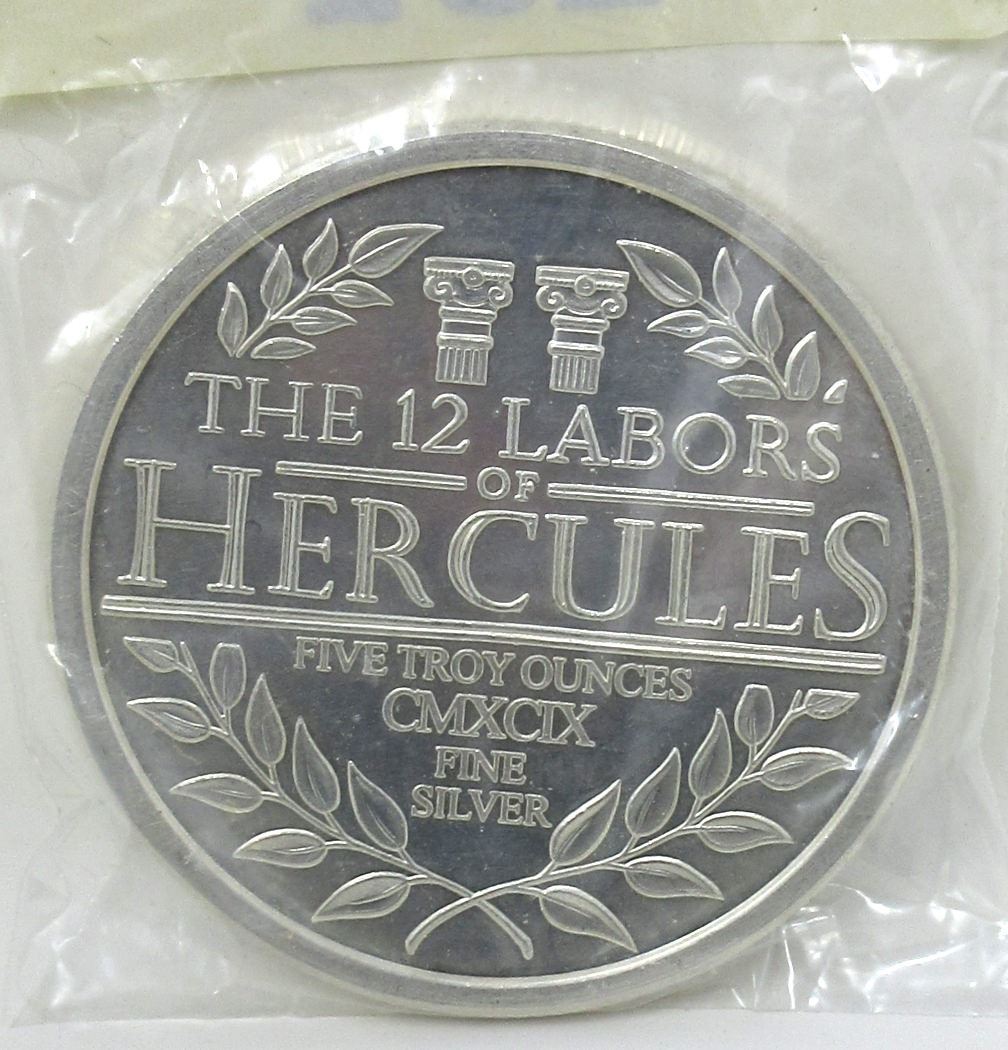 THE 12 LABORS
OF
HERCULES
FIVE TROY OUNCES
CMXCIX
FINE
SILVER